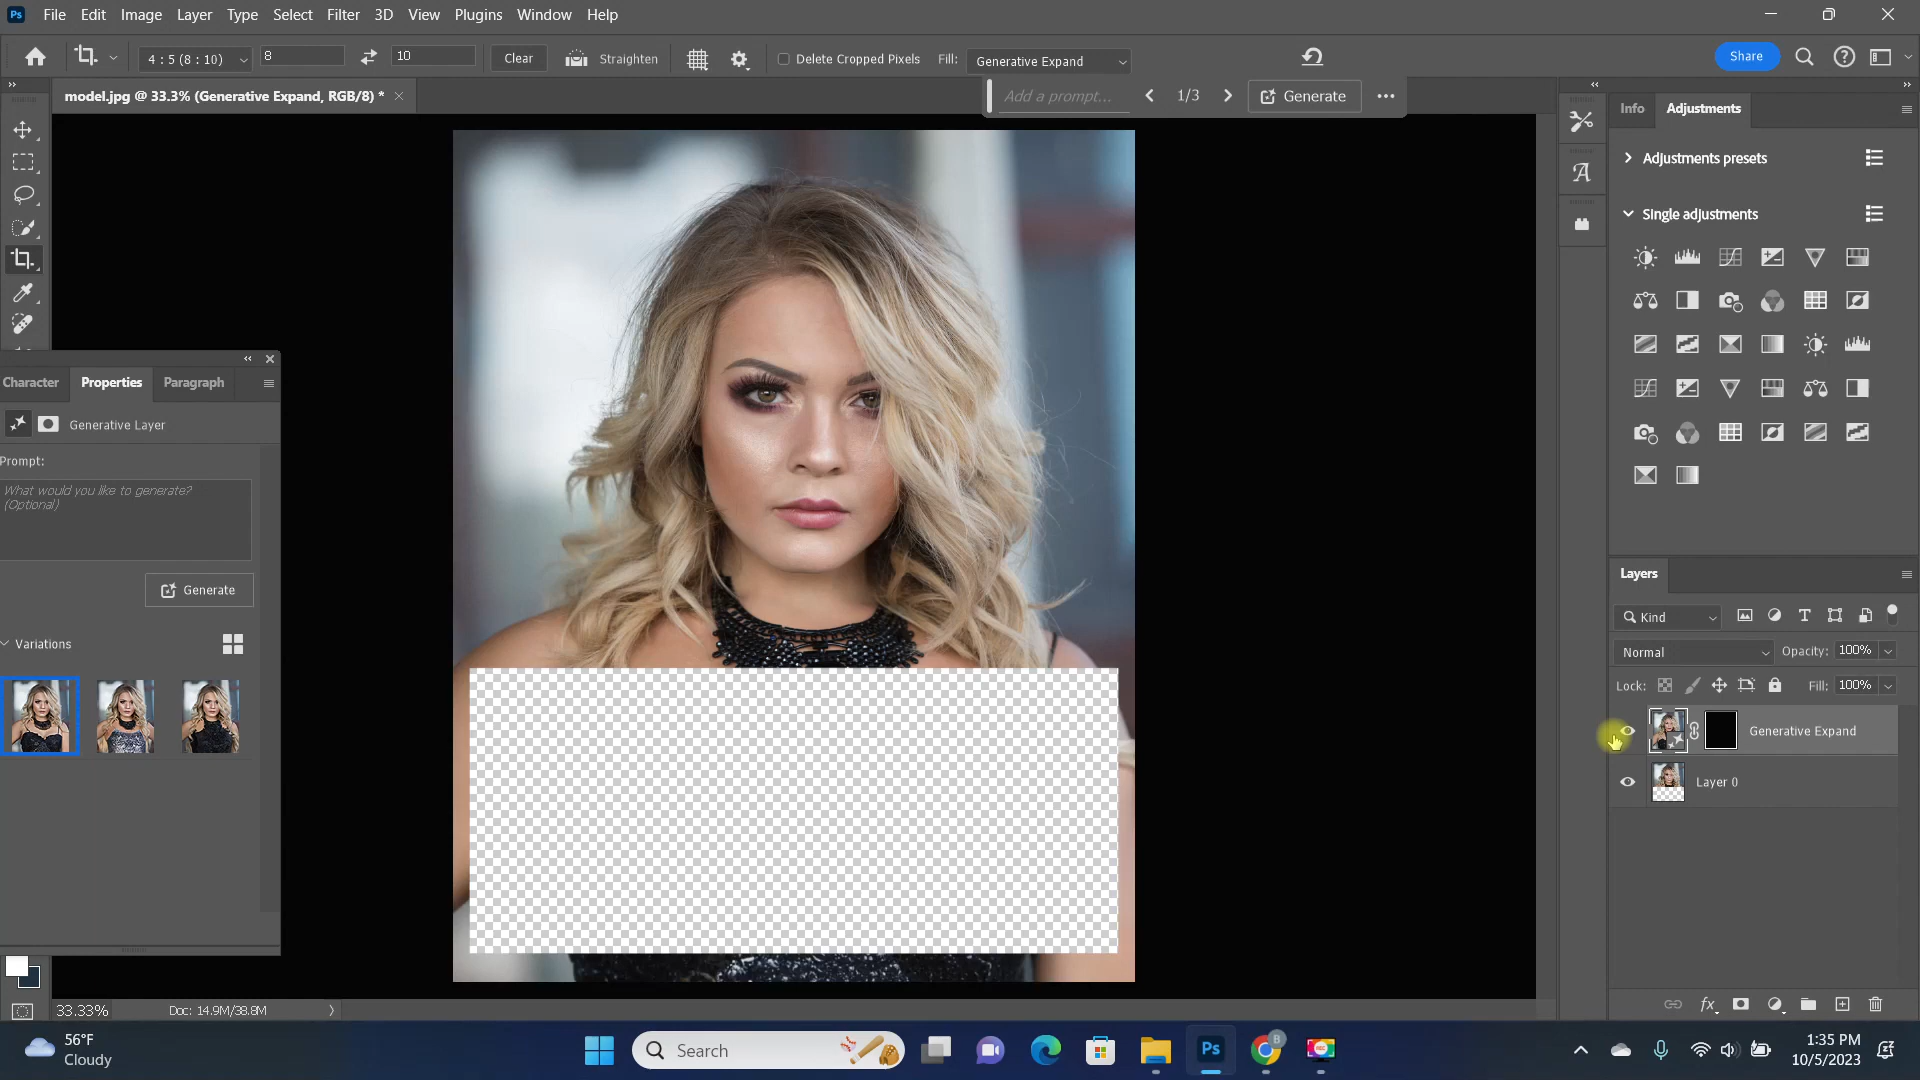 Ps File Edit Image Layer Type Select Filter 3D View Plugins Window Help
4 : 5 (8 : 10) 8 10 Clear Straighten Delete Cropped Pixels Fill: Generative Expand Share
model.jpg @ 33.3% (Generative Expand, RGB/8) *
Add a prompt... 1/3 Generate
Info Adjustments
Adjustments presets
Single adjustments
Character Properties Paragraph
Generative Layer
Prompt:
What would you like to generate?
(Optional)
Generate
Variations
Layers
Kind
Normal Opacity: 100%
Lock: Fill: 100%
Generative Expand
Layer 0
33.33% Doc: 14.9M/38.8M
56°F
Cloudy
Search
Ps
B
1:35 PM
10/5/2023